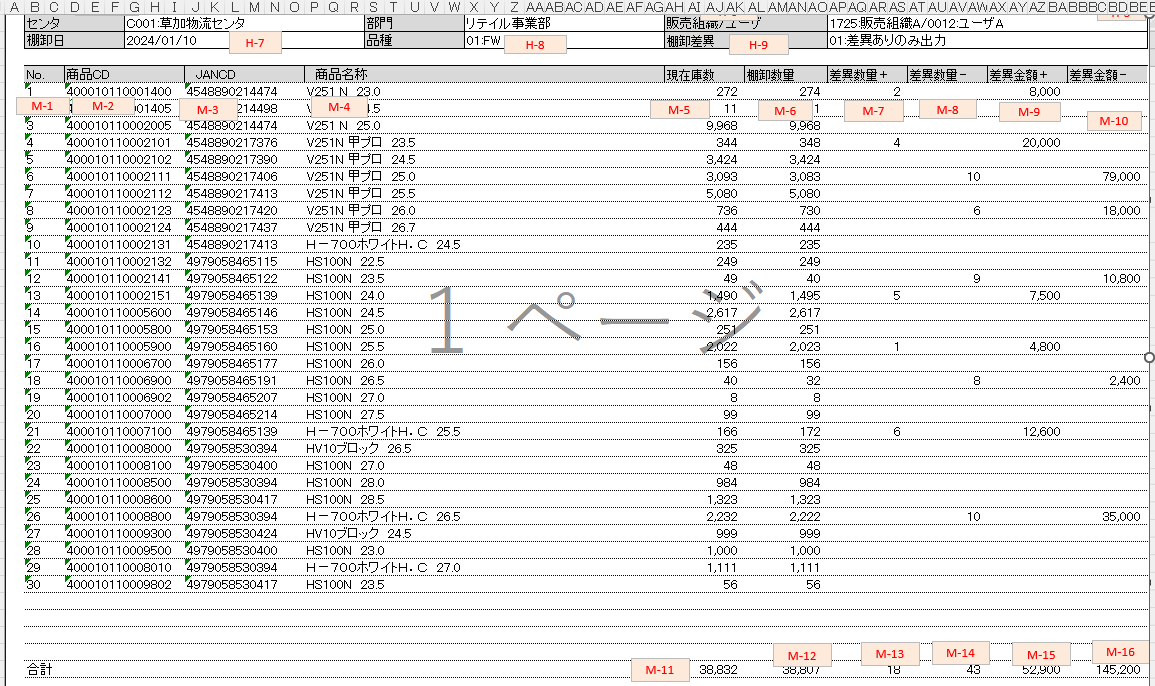 A B C D E F G H I J K L M N O P Q R S T U V W X Y Z AA AB AC AD AE AF AG AH AI AJ AK AL AM AN AO AP AQ AR AS AT AU AV AW AX AY AZ BA BB BC BD BE
センタ C001:草加物流センタ 部門 リテイル事業部 販売組織/ユーザ 1725:販売組織A/0012:ユーザA
棚卸日 2024/01/10 H-7 品種 01:FW H-8 棚卸差異 H-9 01:差異ありのみ出力
No. 商品CD JANCD 商品名称 現在庫数 棚卸数量 差異数量+ 差異数量- 差異金額+ 差異金額-
1 400010110001400 4548890214474 V251 N 23.0 272 274 2 8,000
M-1 M-2 M-3 M-4 M-5 M-6 M-7 M-8 M-9 M-10
001405 214498 11
3 400010110002005 4548890214474 V251 N 25.0 9,968 9,968
4 400010110002101 4548890217376 V251N 甲プロ 23.5 344 348 4 20,000
5 400010110002102 4548890217390 V251N 甲プロ 24.5 3,424 3,424
6 400010110002111 4548890217406 V251N 甲プロ 25.0 3,093 3,083 10 79,000
7 400010110002112 4548890217413 V251N 甲プロ 25.5 5,080 5,080
8 400010110002123 4548890217420 V251N 甲プロ 26.0 736 730 6 18,000
9 400010110002124 4548890217437 V251N 甲プロ 26.7 444 444
10 400010110002131 4548890217413 H-700ホワイトH.C 24.5 235 235
11 400010110002132 4979058465115 HS100N 22.5 249 249
12 400010110002141 4979058465122 HS100N 23.5 49 40 9 10,800
13 400010110002151 4979058465139 HS100N 24.0 1,490 1,495 5 7,500
14 400010110005600 4979058465146 HS100N 24.5 2,617 2,617
1 ページ
15 400010110005800 4979058465153 HS100N 25.0 251 251
16 400010110005900 4979058465160 HS100N 25.5 2,022 2,023 1 4,800
17 400010110006700 4979058465177 HS100N 26.0 156 156
18 400010110006900 4979058465191 HS100N 26.5 40 32 8 2,400
19 400010110006902 4979058465207 HS100N 27.0 8 8
20 400010110007000 4979058465214 HS100N 27.5 99 99
21 400010110007100 4979058465139 H-700ホワイトH.C 25.5 166 172 6 12,600
22 400010110008000 4979058530394 HV10ブロック 26.5 325 325
23 400010110008100 4979058530400 HS100N 27.0 48 48
24 400010110008500 4979058530394 HS100N 28.0 984 984
25 400010110008600 4979058530417 HS100N 28.5 1,323 1,323
26 400010110008800 4979058530394 H-700ホワイトH.C 26.5 2,232 2,222 10 35,000
27 400010110009300 4979058530424 HV10ブロック 24.5 999 999
28 400010110009500 4979058530400 HS100N 23.0 1,000 1,000
29 400010110008010 4979058530394 H-700ホワイトH.C 27.0 1,111 1,111
30 400010110009802 4979058530417 HS100N 23.5 56 56
M-12 M-13 M-14 M-15 M-16
合計 M-11 38,832 38,807 18 43 52,900 145,200